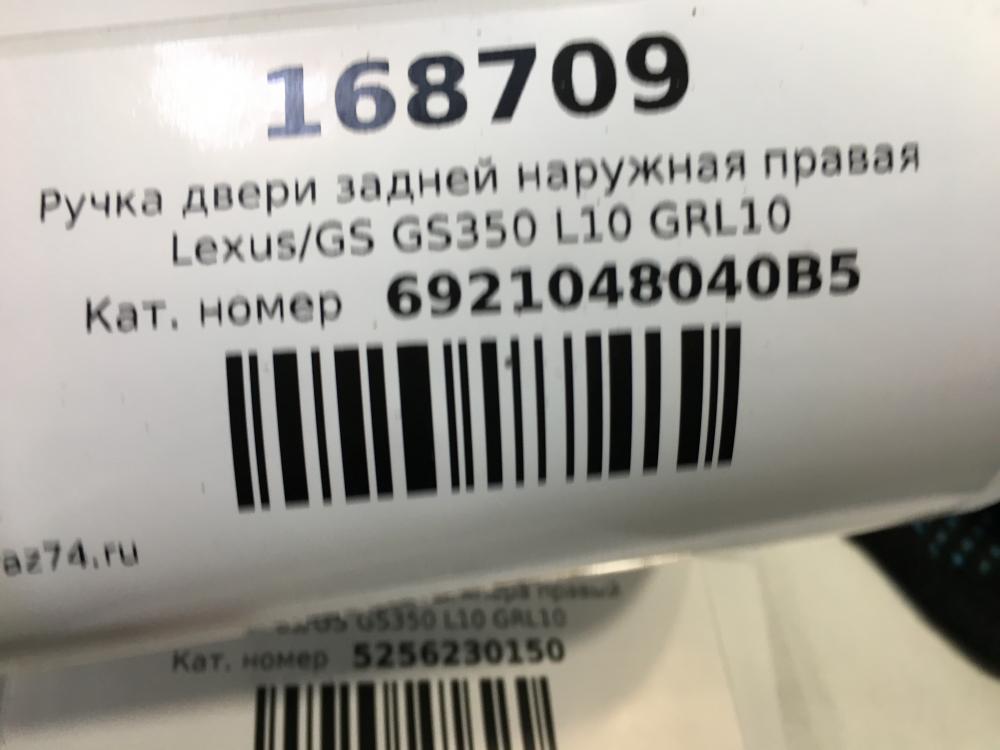 168709
Ручка двери задней наружная правая
Lexus/GS GS350 L10 GRL10
Кат. номер 6921048040B5
az74.ru
правый
GS350 L10 GRL10
Кат. номер 5256230150